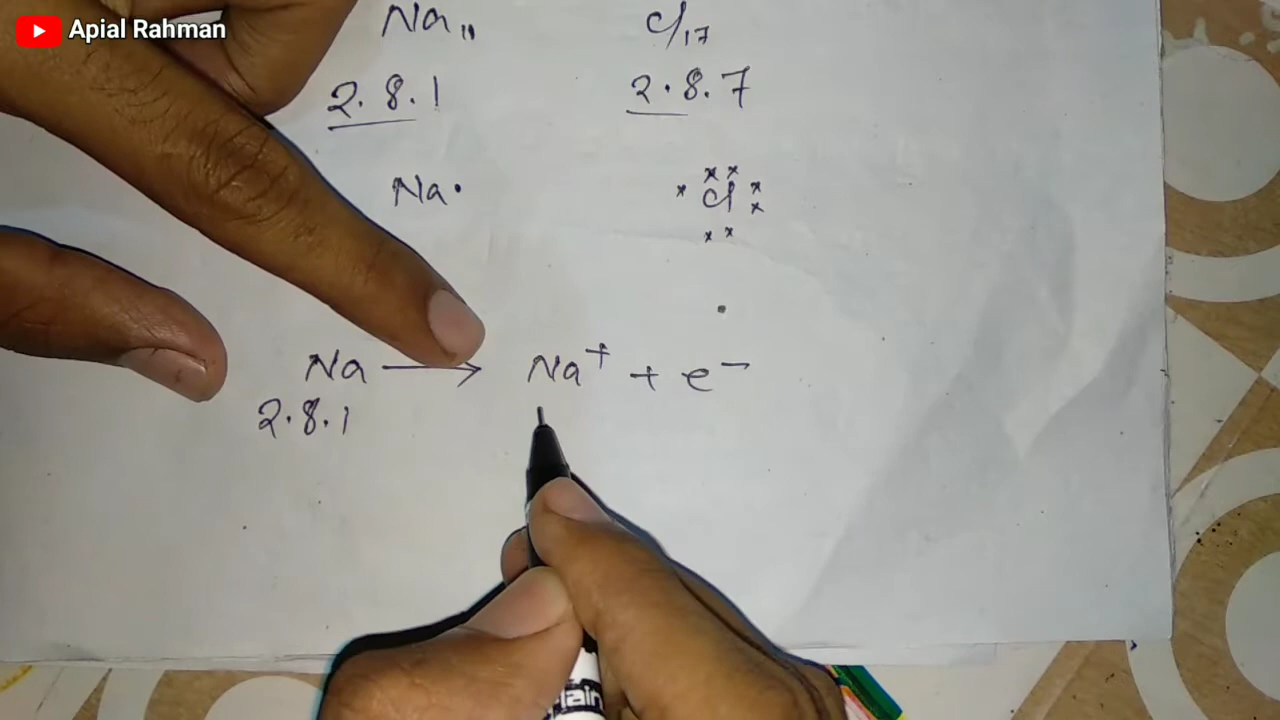 Apial Rahman
Na₁₁ Cl₁₇
2.8.1 2.8.7
Na• Cl
Na → Na⁺ + e⁻
2.8.1